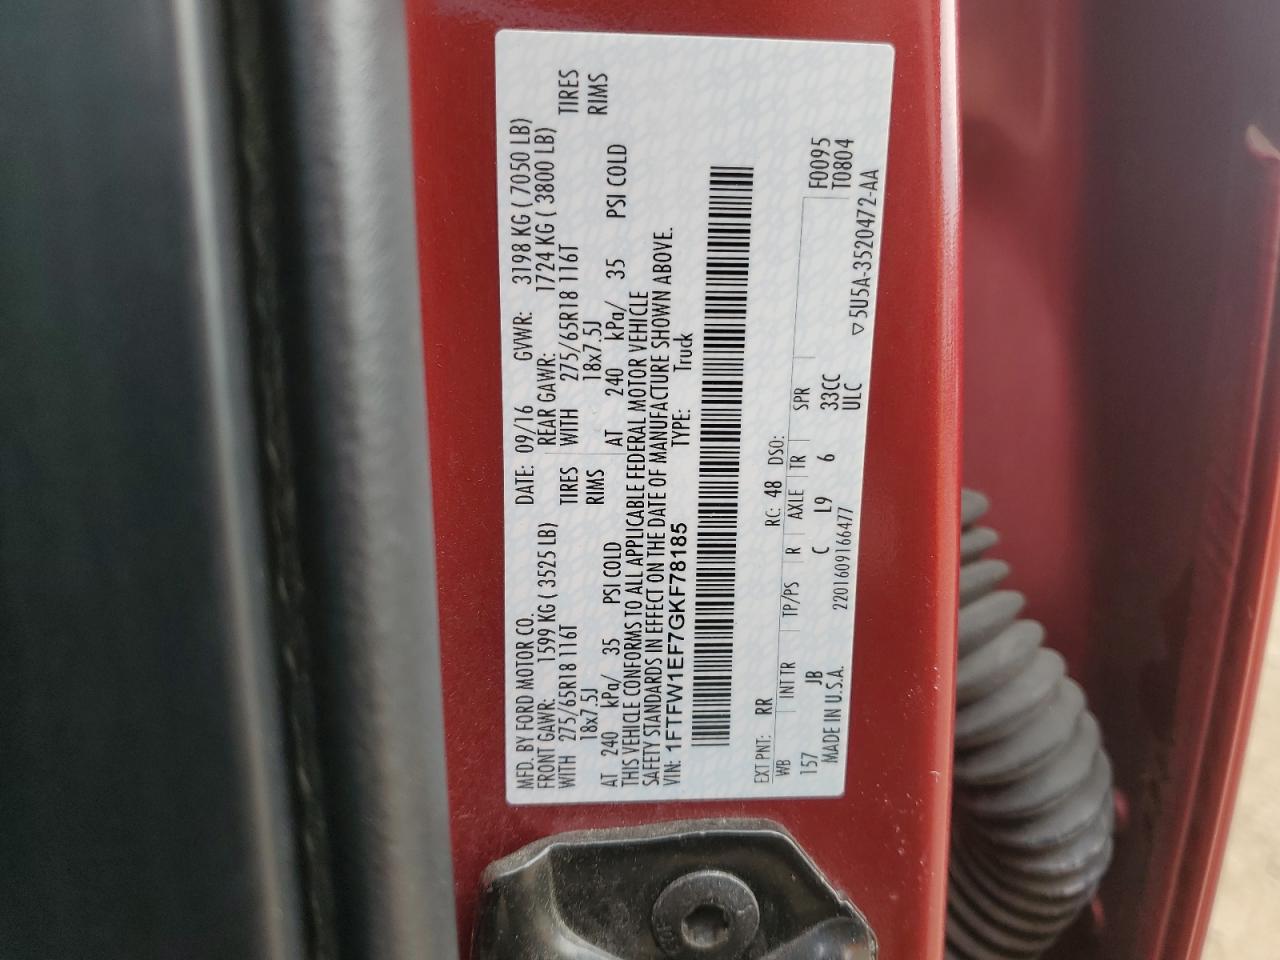 MFD. BY FORD MOTOR CO. DATE: 09/16 GVWR: 3198 KG ( 7050 LB)
FRONT GAWR: 1599 KG ( 3525 LB) REAR GAWR: 1724 KG ( 3800 LB)
WITH 275/65R18 116T TIRES WITH 275/65R18 116T TIRES
18x7.5J RIMS 18x7.5J RIMS
AT 240 kPa/ 35 PSI COLD AT 240 kPa/ 35 PSI COLD
THIS VEHICLE CONFORMS TO ALL APPLICABLE FEDERAL MOTOR VEHICLE
SAFETY STANDARDS IN EFFECT ON THE DATE OF MANUFACTURE SHOWN ABOVE.
VIN: 1FTFW1EF7GKF78185 TYPE: Truck
EXT PNT: RR RC: 48 DSO:
WB INT TR TP/PS R AXLE TR SPR F0095
157 JB C L9 6 33CC T0804
MADE IN U.S.A. 2201609166477 ULC ▽5U5A-3520472-AA